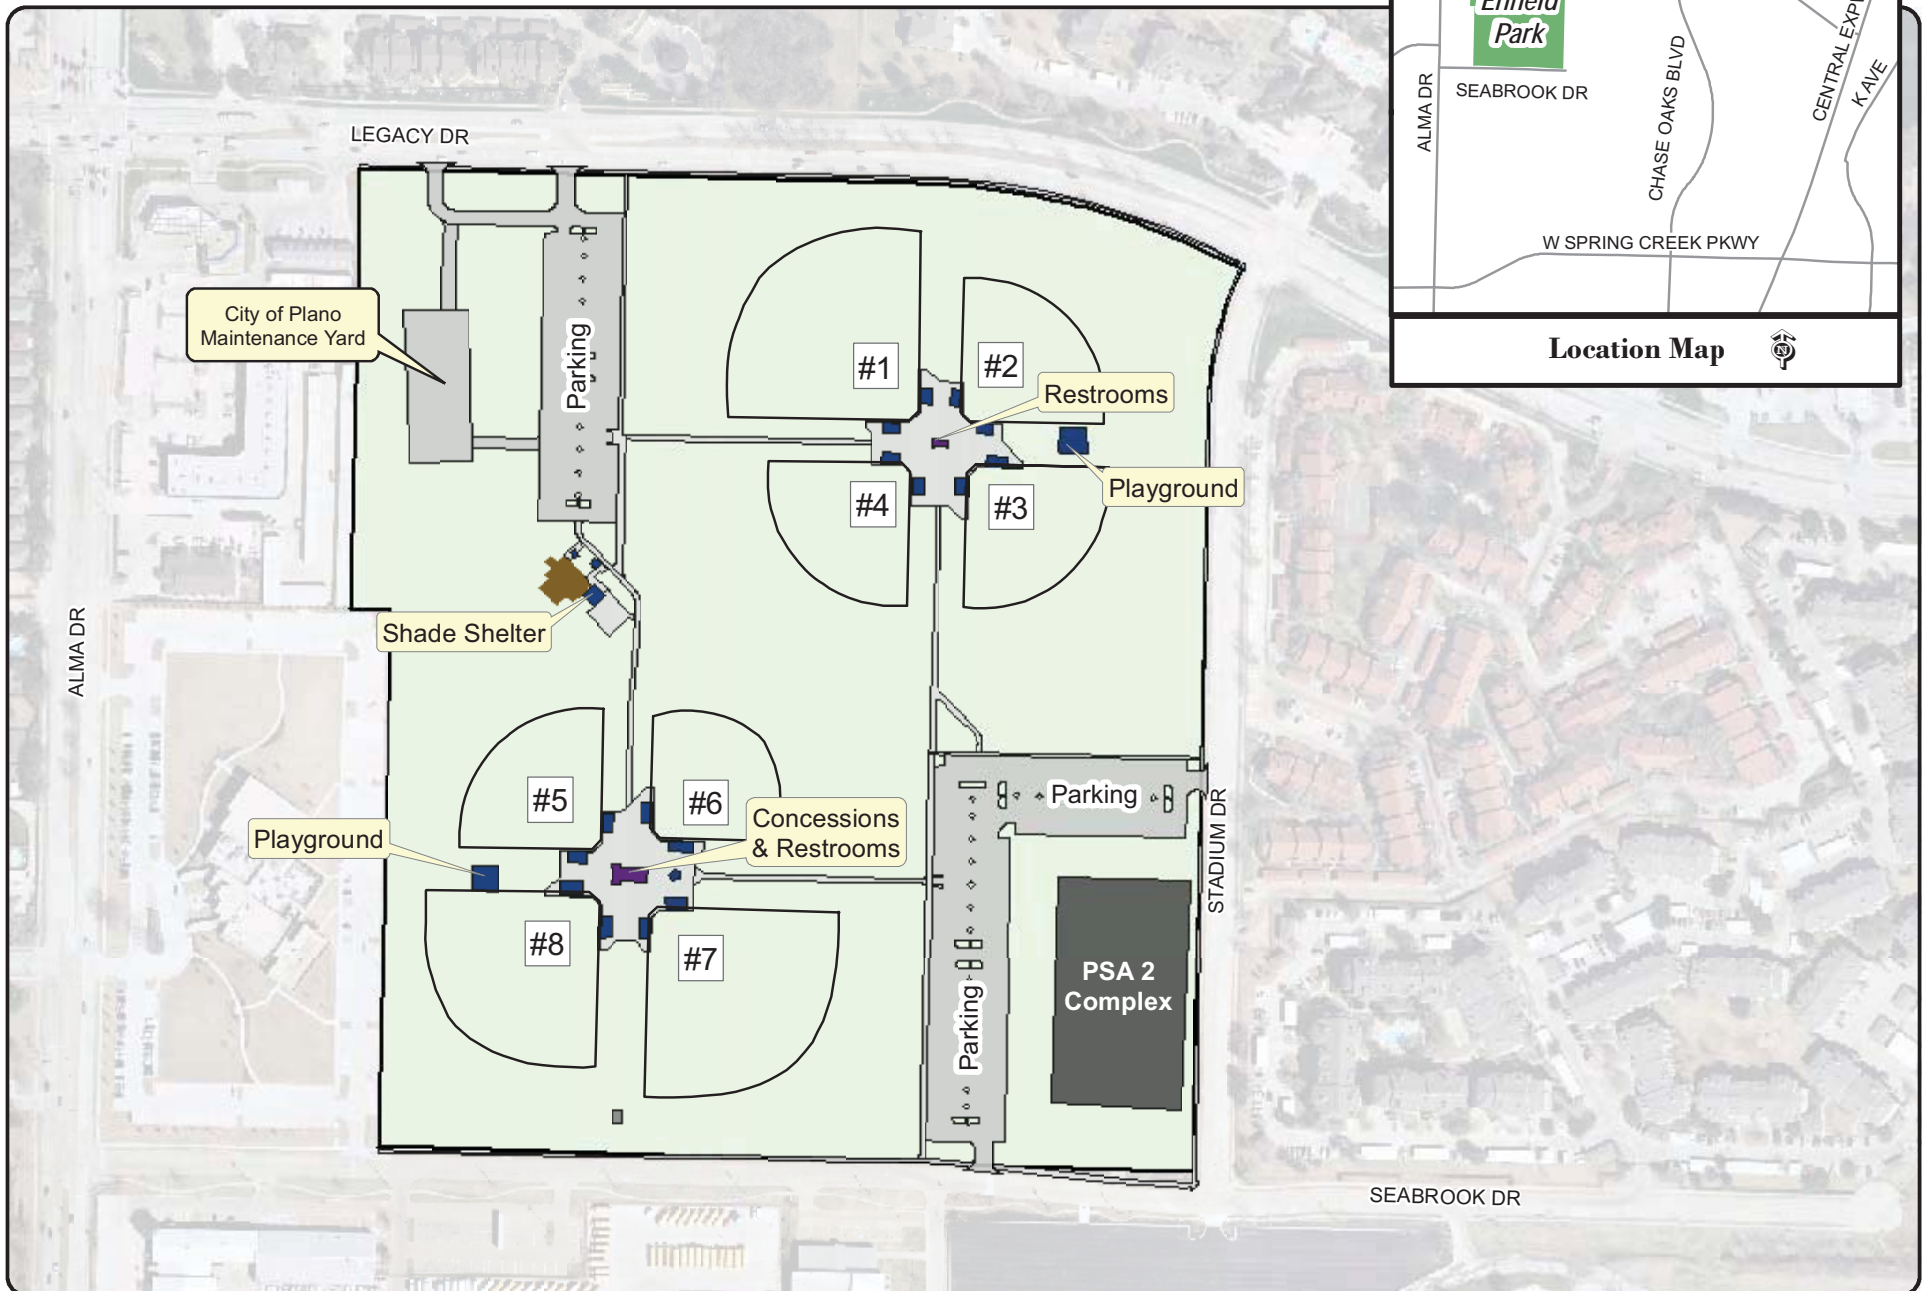 Enfield
Park
SEABROOK DR
ALMA DR
CHASE OAKS BLVD
CENTRAL
K AVE
W SPRING CREEK PKWY
Location Map
N
LEGACY DR
City of Plano
Maintenance Yard
Parking
#1
#2
Restrooms
Playground
#4
#3
Shade Shelter
ALMA DR
#5
#6
Concessions
& Restrooms
Playground
Parking
STADIUM DR
#8
#7
PSA 2
Complex
Parking
SEABROOK DR